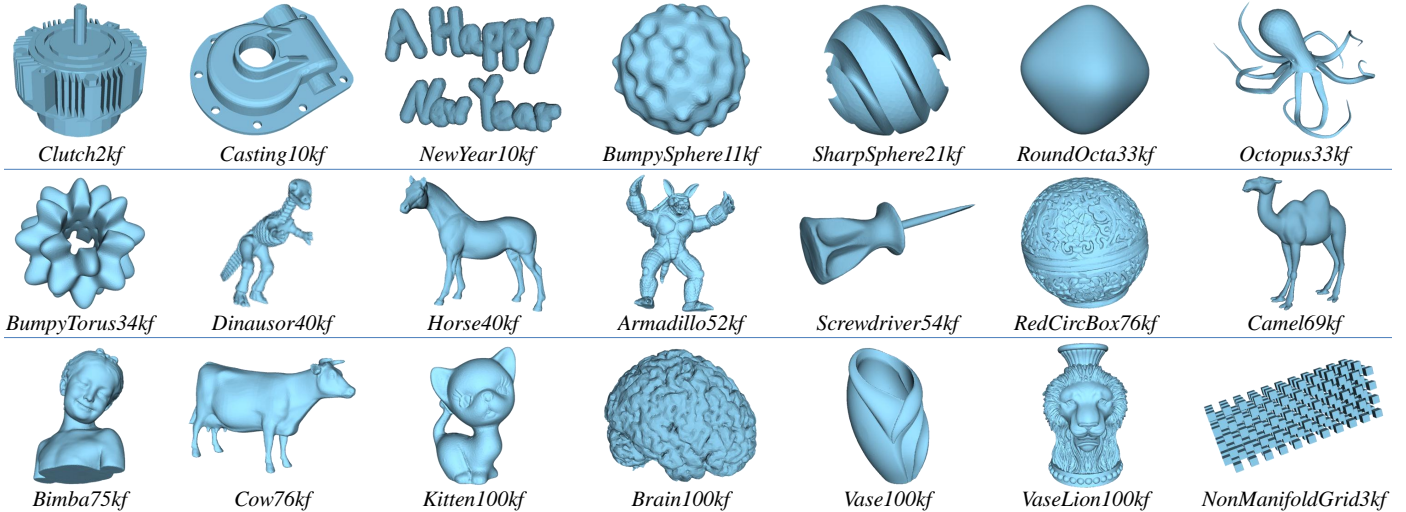 A Happy
New Year
Clutch2kf Casting10kf NewYear10kf BumpySphere11kf SharpSphere21kf RoundOcta33kf Octopus33kf
BumpyTorus34kf Dinausor40kf Horse40kf Armadillo52kf Screwdriver54kf RedCircBox76kf Camel69kf
Bimba75kf Cow76kf Kitten100kf Brain100kf Vase100kf VaseLion100kf NonManifoldGrid3kf